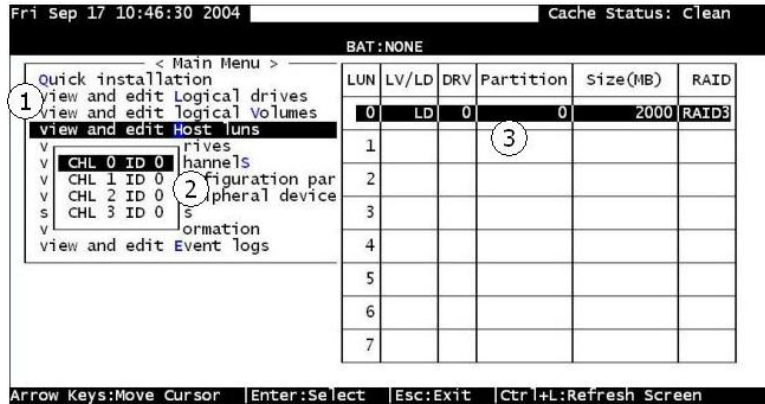 Fri Sep 17 10:46:30 2004 Cache Status: Clean
BAT:NONE
< Main Menu >
Quick installation
view and edit Logical drives
view and edit logical Volumes
view and edit Host luns
v rives
v hannelS
v figuration par
v ipheral device
s s
v ormation
view and edit Event logs
CHL 0 ID 0
CHL 1 ID 0
CHL 2 ID 0
CHL 3 ID 0
1
2
LUN LV/LD DRV Partition Size(MB) RAID
0 LD 0 0 2000 RAID3
3
1
2
3
4
5
6
7
Arrow Keys:Move Cursor |Enter:Select |Esc:Exit |Ctrl+L:Refresh Screen